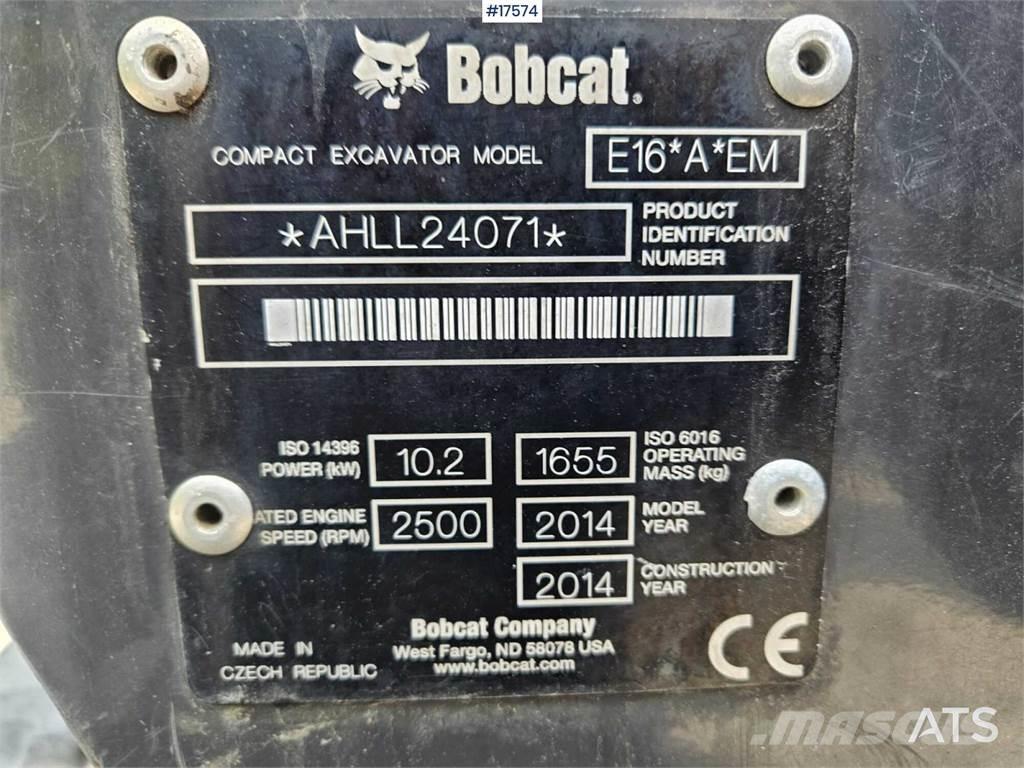 #17574
Bobcat.
COMPACT EXCAVATOR MODEL E16*A*EM
*AHLL24071*
PRODUCT
IDENTIFICATION
NUMBER
ISO 14396
POWER (kW)
10.2
1655
ISO 6016
OPERATING
MASS (kg)
ATED ENGINE
SPEED (RPM)
2500
2014
MODEL
YEAR
2014
CONSTRUCTION
YEAR
Bobcat Company
West Fargo, ND 58078 USA
www.bobcat.com
MADE IN
CZECH REPUBLIC
CE
ATS